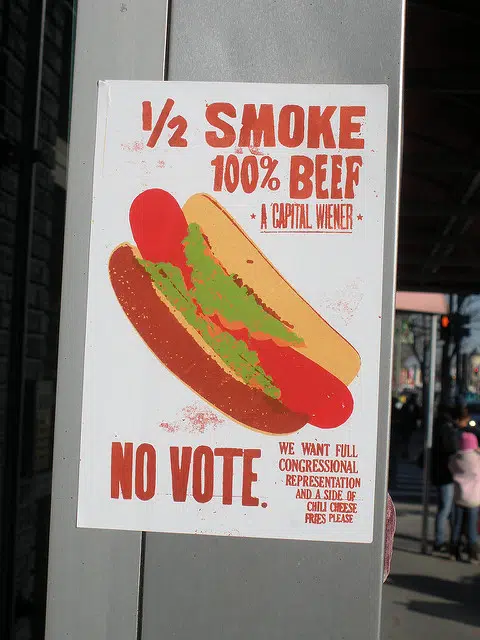 1/2 SMOKE
100% BEEF
* A CAPITAL WIENER *
NO VOTE.
WE WANT FULL
CONGRESSIONAL
REPRESENTATION
AND A SIDE OF
CHILI CHEESE
FRIES PLEASE